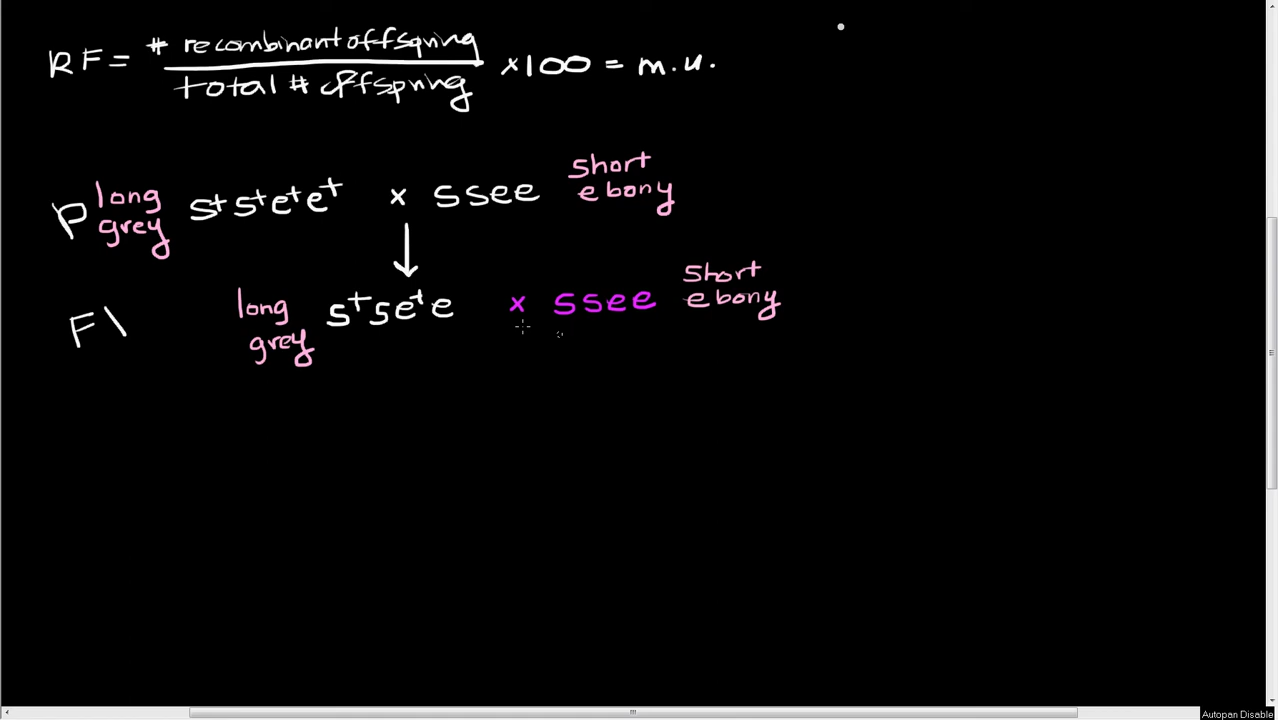 RF = # recombinant offspring / total # offspring ×100 = m.u.
P long grey s⁺s⁺e⁺e⁺ × ssee short ebony
F1 long grey s⁺se⁺e × ssee short ebony
Autopan Disable